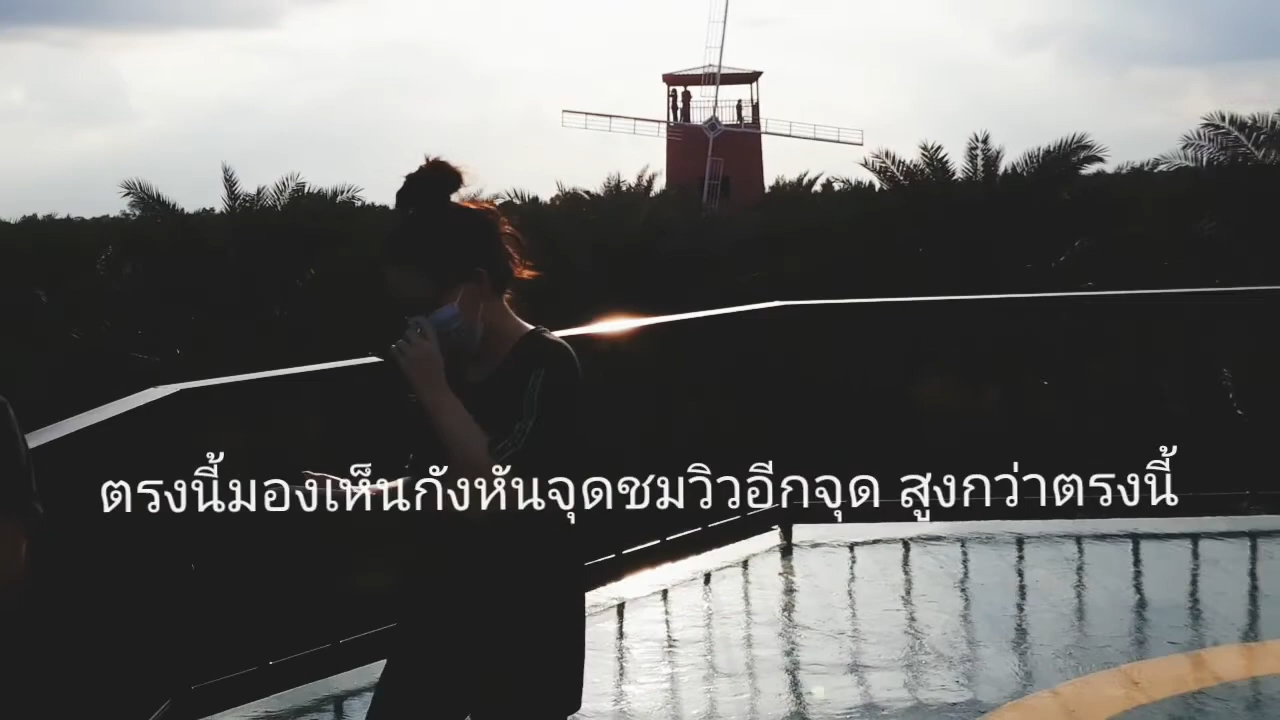 ตรงนี้มองเห็นกังหันจุดชมวิวอีกจุด สูงกว่าตรงนี้